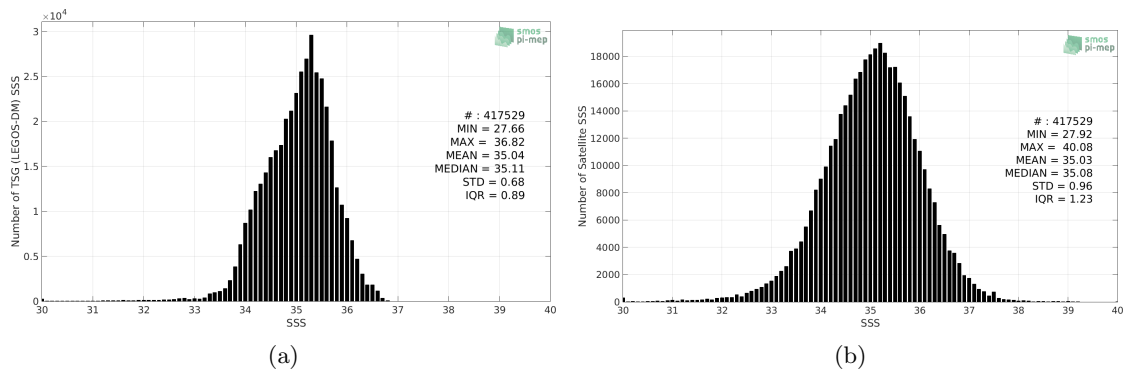 ×10⁴
3
2.5
2
1.5
1
0.5
0
Number of TSG (LEGOS-DM) SSS
30 31 32 33 34 35 36 37 38 39 40
SSS
smos
pi-mep
# : 417529
MIN = 27.66
MAX = 36.82
MEAN = 35.04
MEDIAN = 35.11
STD = 0.68
IQR = 0.89
(a)
18000
16000
14000
12000
10000
8000
6000
4000
2000
0
Number of Satellite SSS
30 31 32 33 34 35 36 37 38 39 40
SSS
smos
pi-mep
# : 417529
MIN = 27.92
MAX = 40.08
MEAN = 35.03
MEDIAN = 35.08
STD = 0.96
IQR = 1.23
(b)